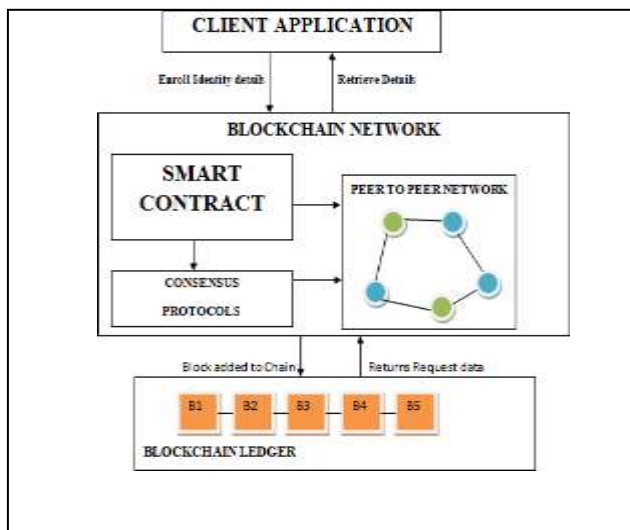 CLIENT APPLICATION
Enroll Identity details
Retrieve Details
BLOCKCHAIN NETWORK
SMART
CONTRACT
PEER TO PEER NETWORK
CONSENSUS
PROTOCOLS
Block added to Chain
Returns Request data
B1
B2
B3
B4
B5
BLOCKCHAIN LEDGER